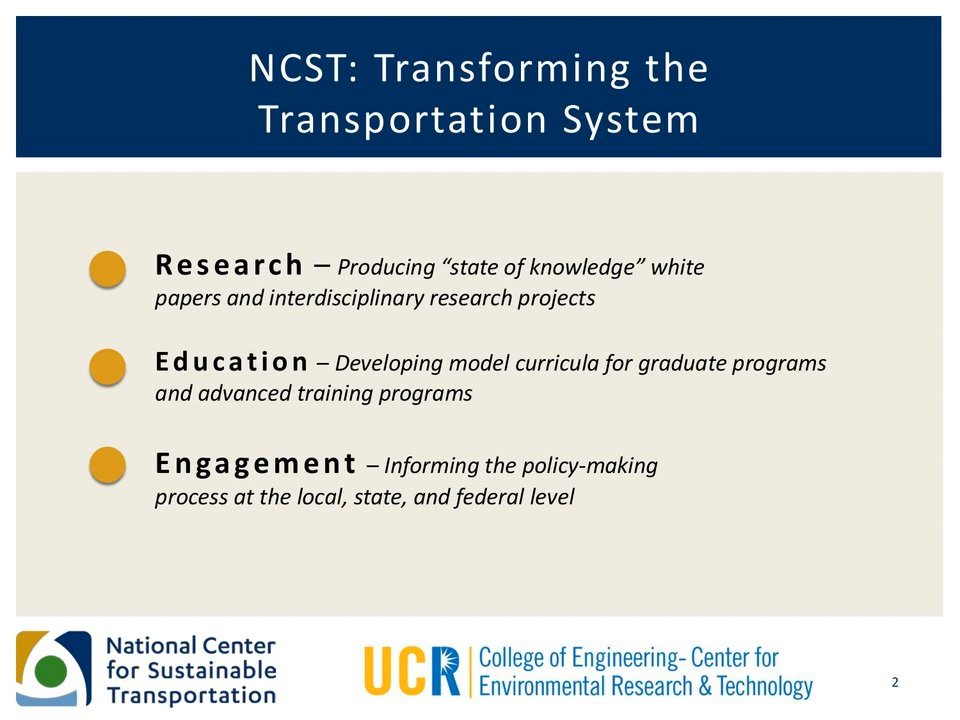 NCST: Transforming the
Transportation System
Research – Producing “state of knowledge” white
papers and interdisciplinary research projects
Education – Developing model curricula for graduate programs
and advanced training programs
Engagement – Informing the policy-making
process at the local, state, and federal level
National Center
for Sustainable
Transportation
UCR
College of Engineering- Center for
Environmental Research & Technology
2